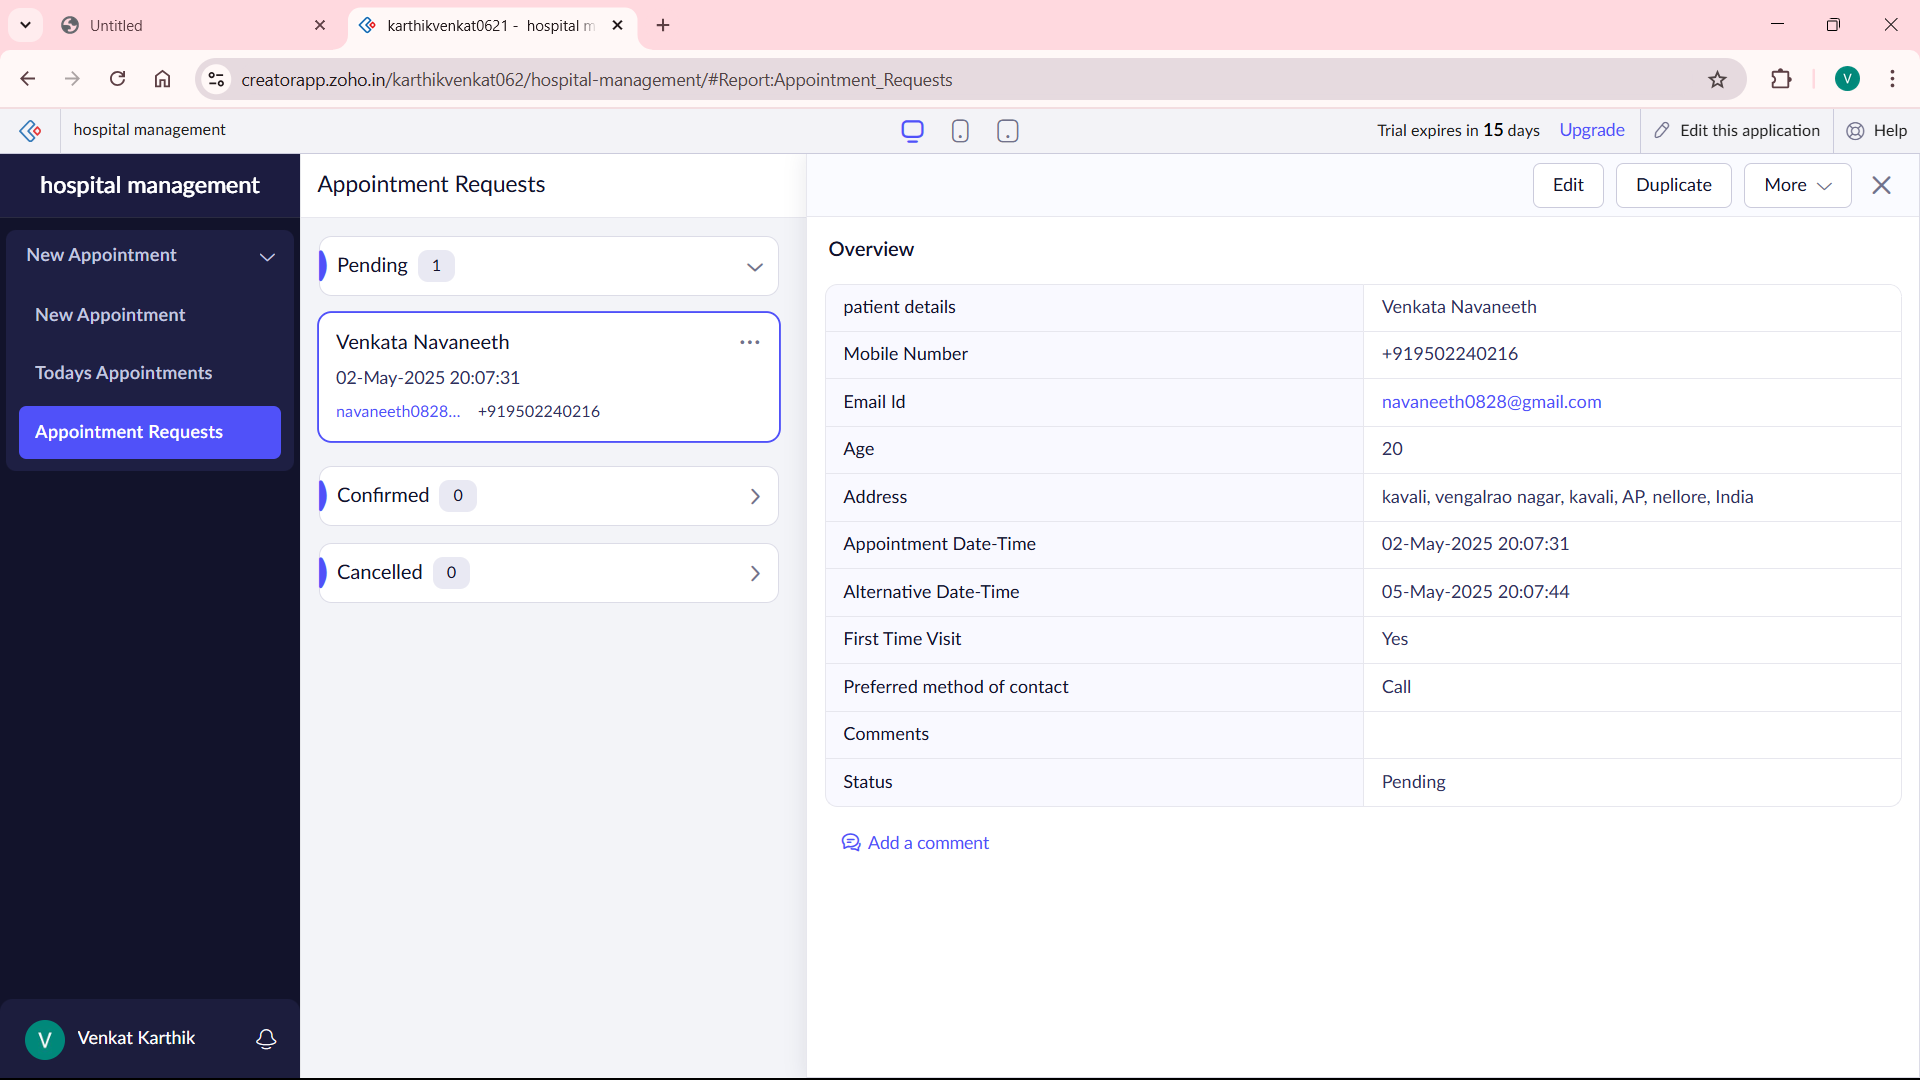 Untitled
karthikvenkat0621 - hospital m
creatorapp.zoho.in/karthikvenkat062/hospital-management/#Report:Appointment_Requests
V
hospital management
Trial expires in 15 days
Upgrade
Edit this application
Help
hospital management
New Appointment
New Appointment
Todays Appointments
Appointment Requests
Venkat Karthik
V
Appointment Requests
Pending 1
Venkata Navaneeth
02-May-2025 20:07:31
navaneeth0828... +919502240216
Confirmed 0
Cancelled 0
Edit
Duplicate
More
Overview
patient details Venkata Navaneeth
Mobile Number +919502240216
Email Id navaneeth0828@gmail.com
Age 20
Address kavali, vengalrao nagar, kavali, AP, nellore, India
Appointment Date-Time 02-May-2025 20:07:31
Alternative Date-Time 05-May-2025 20:07:44
First Time Visit Yes
Preferred method of contact Call
Comments
Status Pending
Add a comment